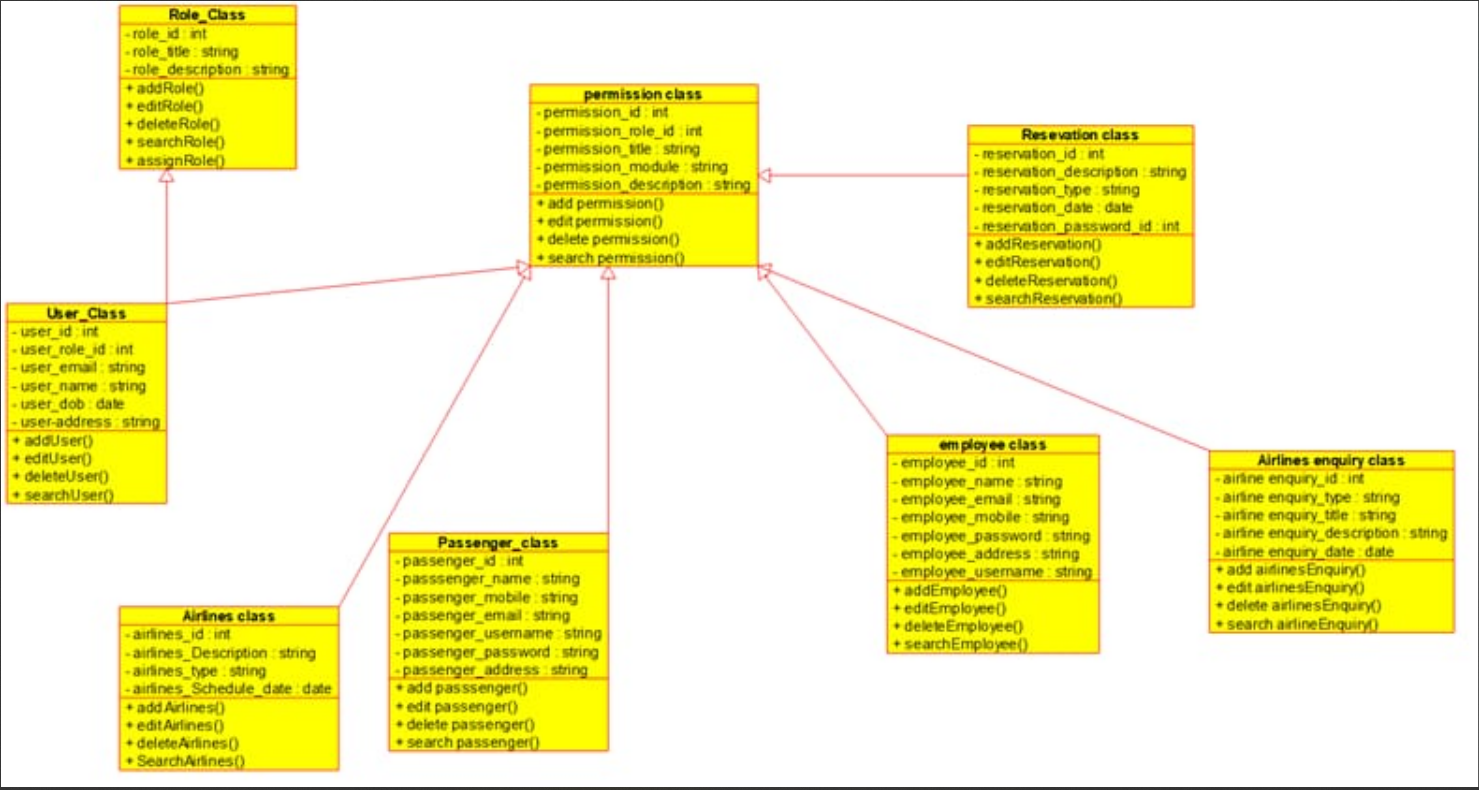 Role_Class
- role_id : int
- role_title : string
- role_description : string
+ addRole()
+ editRole()
+ deleteRole()
+ searchRole()
+ assignRole()
permission class
- permission_id : int
- permission_role_id : int
- permission_title : string
- permission_module : string
- permission_description : string
+ add permission()
+ edit permission()
+ delete permission()
+ search permission()
Resevation class
- reservation_id : int
- reservation_description : string
- reservation_type : string
- reservation_date : date
- reservation_password_id : int
+ addReservation()
+ editReservation()
+ deleteReservation()
+ searchReservation()
User_Class
- user_id : int
- user_role_id : int
- user_email : string
- user_name : string
- user_dob : date
- user-address : string
+ addUser()
+ editUser()
+ deleteUser()
+ searchUser()
Airlines class
- airlines_id : int
- airlines_Description : string
- airlines_type : string
- airlines_Schedule_date : date
+ addAirlines()
+ editAirlines()
+ deleteAirlines()
+ SearchAirlines()
Passenger_class
- passenger_id : int
- passsenger_name : string
- passenger_mobile : string
- passenger_email : string
- passenger_username : string
- passenger_password : string
- passenger_address : string
+ add passsenger()
+ edit passenger()
+ delete passenger()
+ search passenger()
employee class
- employee_id : int
- employee_name : string
- employee_email : string
- employee_mobile : string
- employee_password : string
- employee_address : string
- employee_username : string
+ addEmployee()
+ editEmployee()
+ deleteEmployee()
+ searchEmployee()
Airlines enquiry class
- airline enquiry_id : int
- airline enquiry_type : string
- airline enquiry_title : string
- airline enquiry_description : string
- airline enquiry_date : date
+ add airlinesEnquiry()
+ edit airlinesEnquiry()
+ delete airlinesEnquiry()
+ search airlineEnquiry()